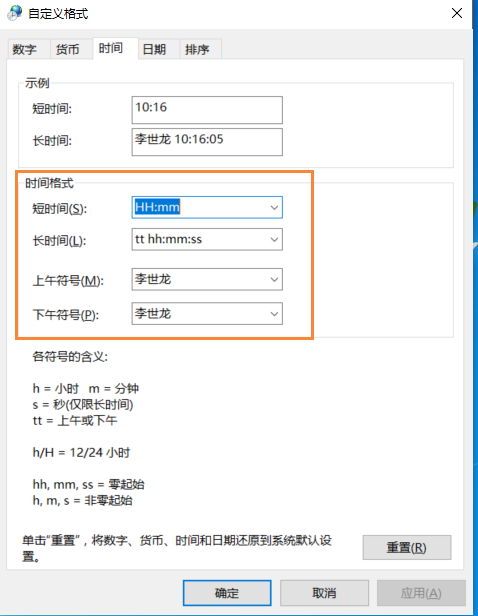 自定义格式
数字 货币 时间 日期 排序
示例
短时间: 10:16
长时间: 李世龙 10:16:05
时间格式
短时间(S): HH:mm
长时间(L): tt hh:mm:ss
上午符号(M): 李世龙
下午符号(P): 李世龙
各符号的含义:
h = 小时 m = 分钟
s = 秒(仅限长时间)
tt = 上午或下午
h/H = 12/24 小时
hh, mm, ss = 零起始
h, m, s = 非零起始
单击“重置”，将数字、货币、时间和日期还原到系统默认设
置。
重置(R)
确定 取消 应用(A)